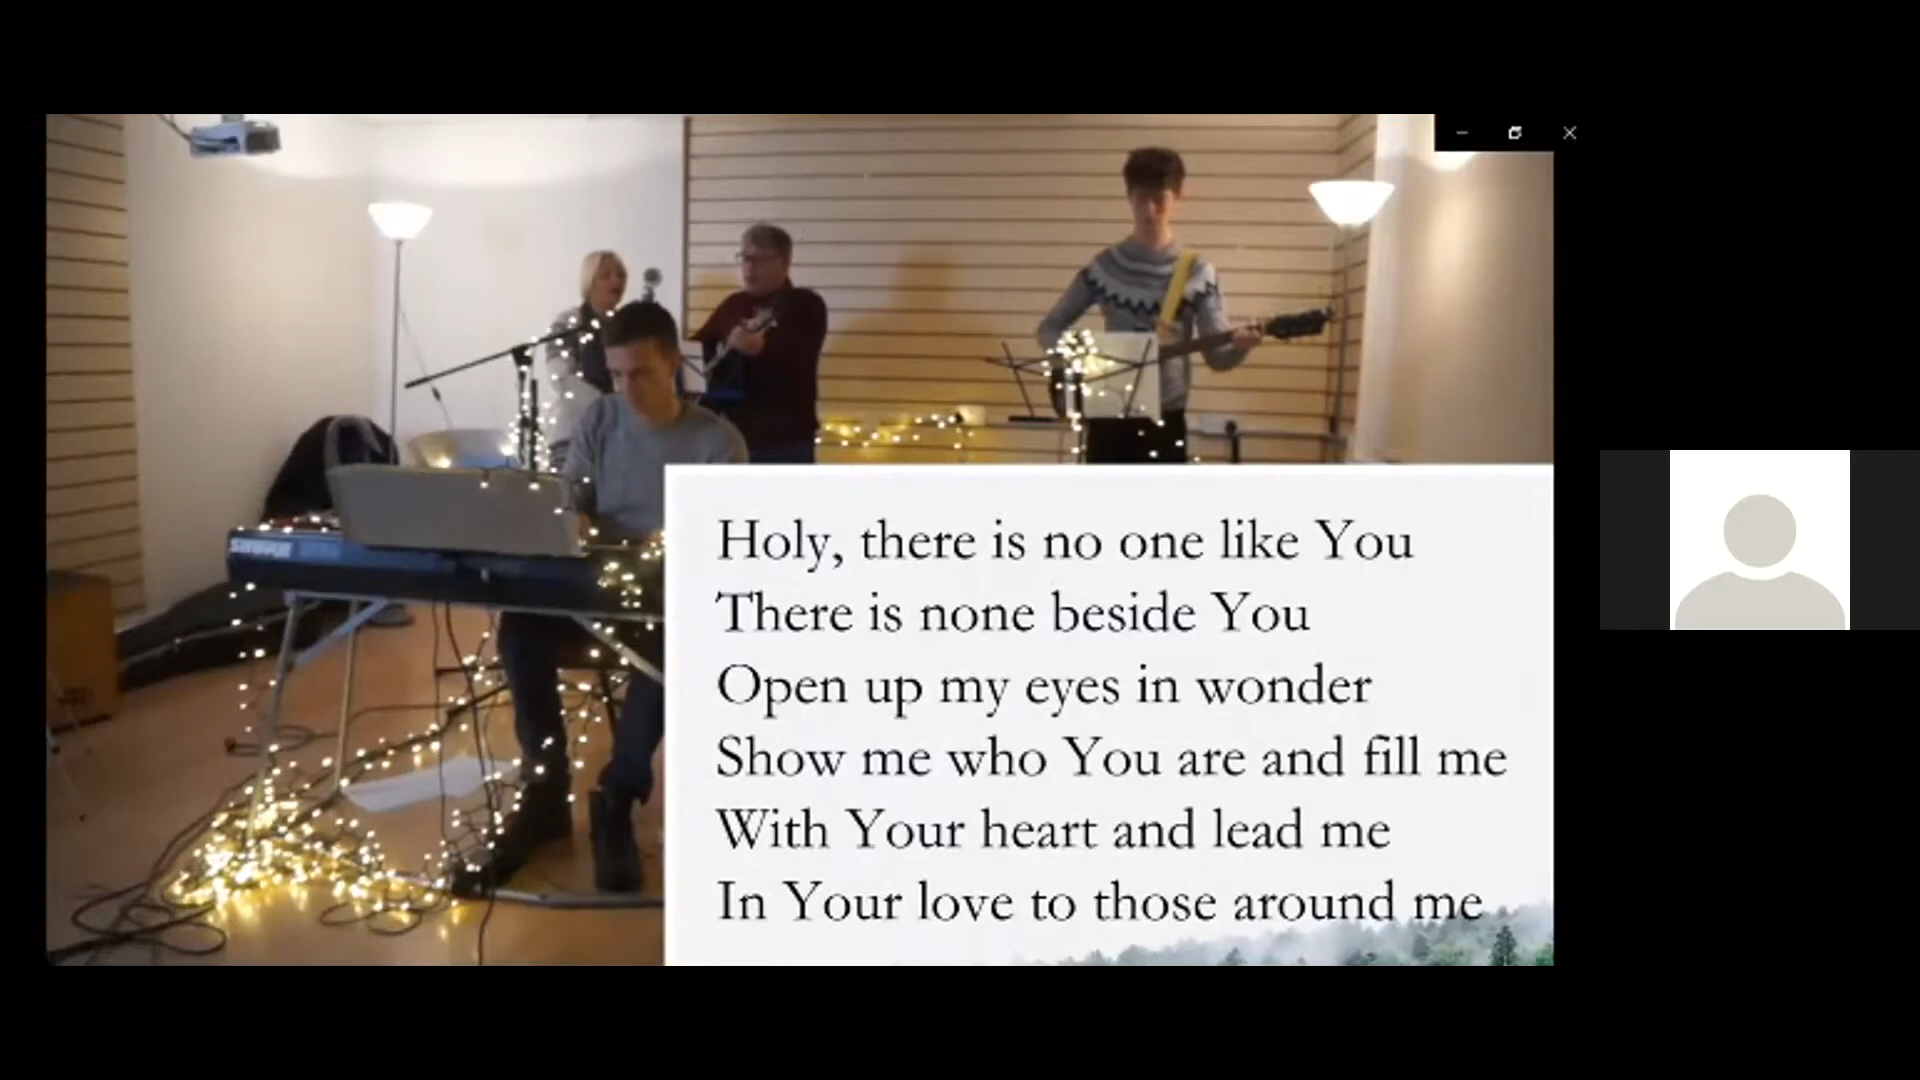 Holy, there is no one like You
There is none beside You
Open up my eyes in wonder
Show me who You are and fill me
With Your heart and lead me
In Your love to those around me